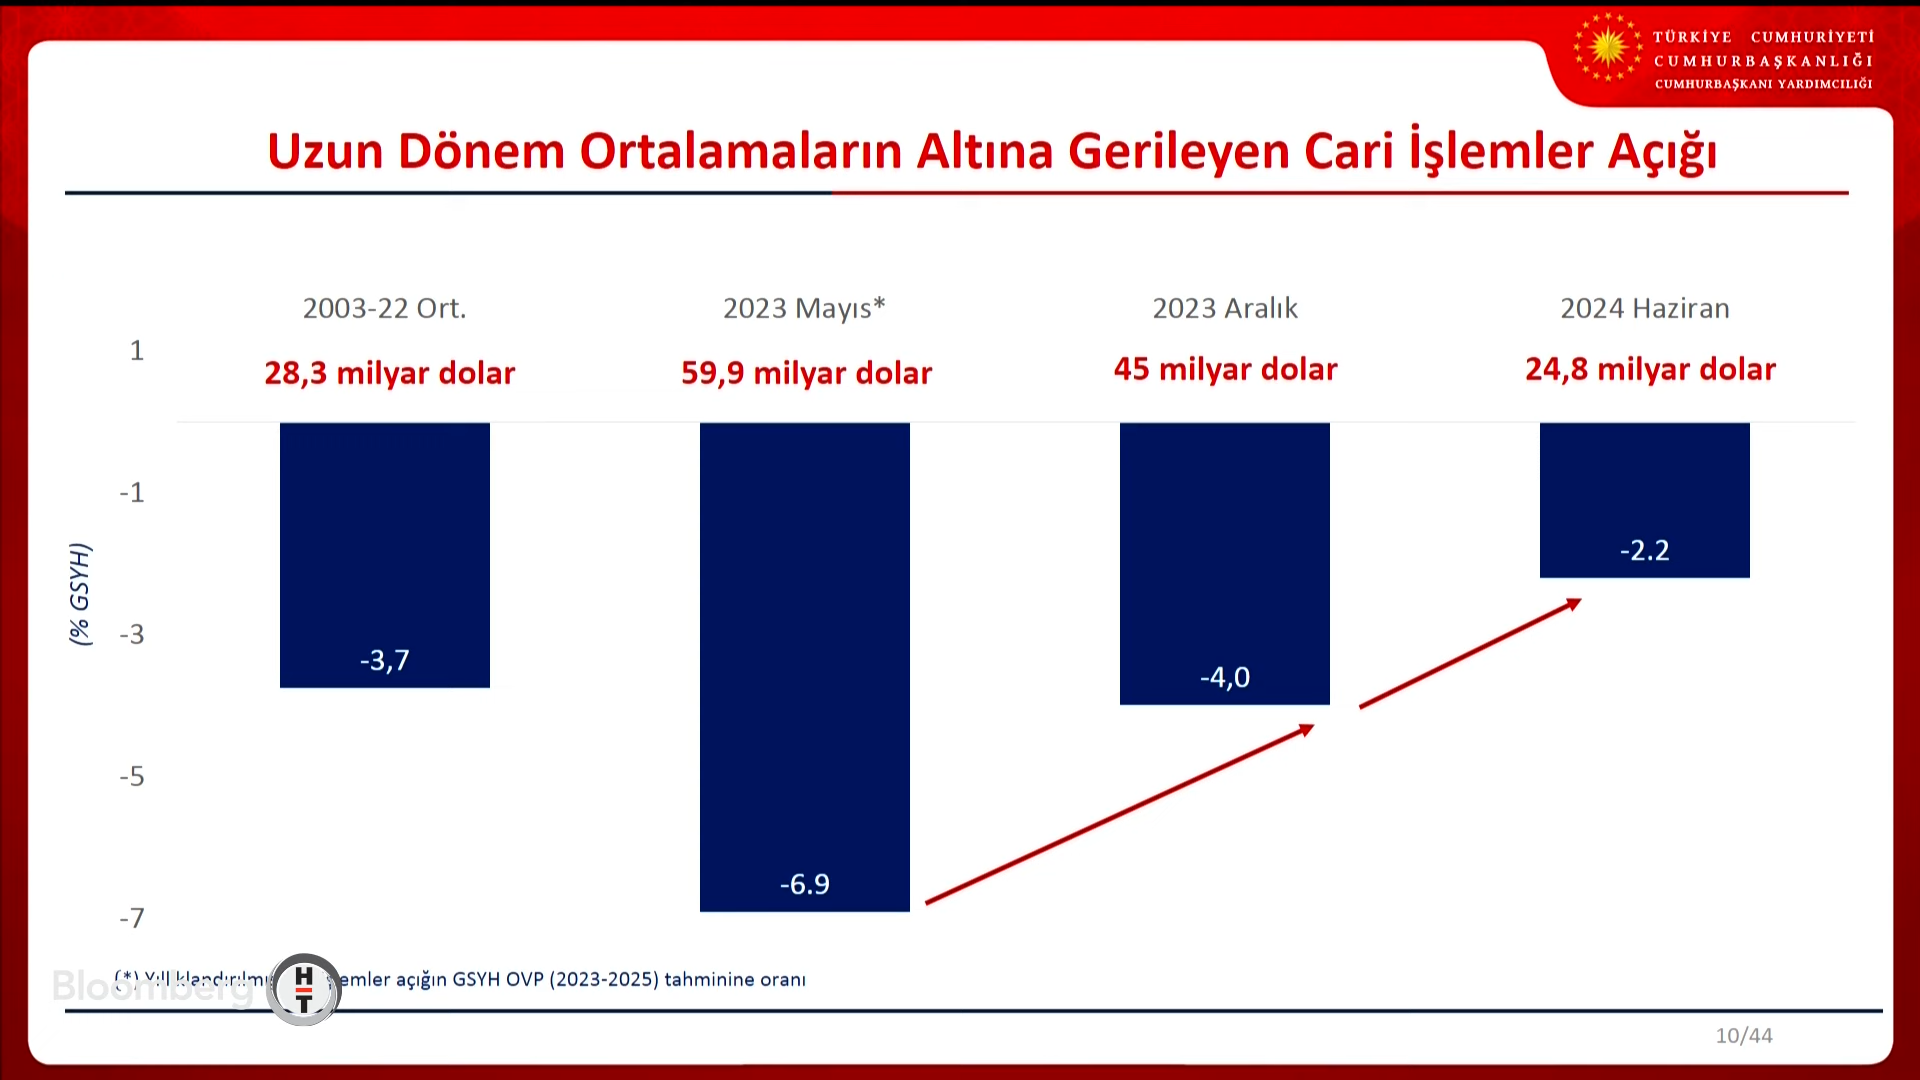 TÜRKİYE CUMHURİYETİ
CUMHURBAŞKANLIĞI
CUMHURBAŞKANI YARDIMCILIĞI
Uzun Dönem Ortalamaların Altına Gerileyen Cari İşlemler Açığı
2003-22 Ort.
2023 Mayıs*
2023 Aralık
2024 Haziran
28,3 milyar dolar
59,9 milyar dolar
45 milyar dolar
24,8 milyar dolar
1
-1
-3
-5
-7
(% GSYH)
-3,7
-6.9
-4,0
-2.2
(*) açığın GSYH OVP (2023-2025) tahminine oranı
Bloomberg HT
10/44